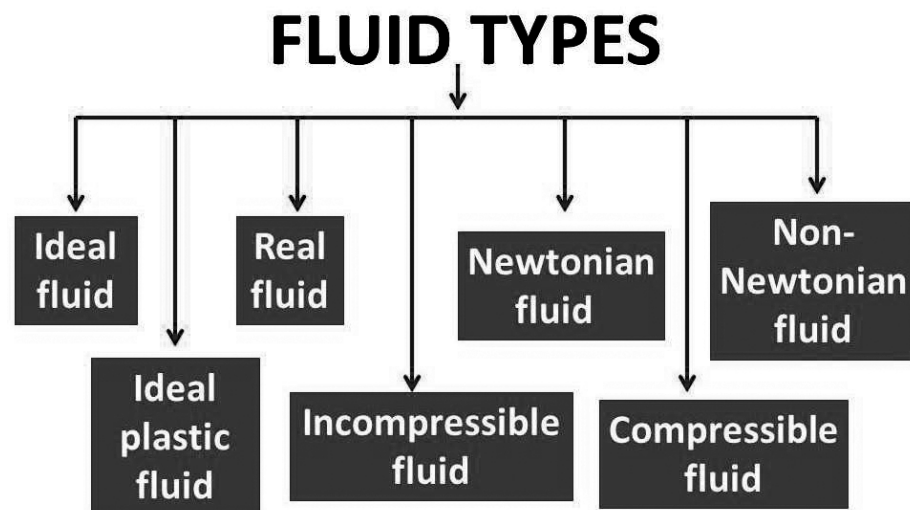 FLUID TYPES
Ideal
fluid
Real
fluid
Newtonian
fluid
Non-
Newtonian
fluid
Ideal
plastic
fluid
Incompressible
fluid
Compressible
fluid